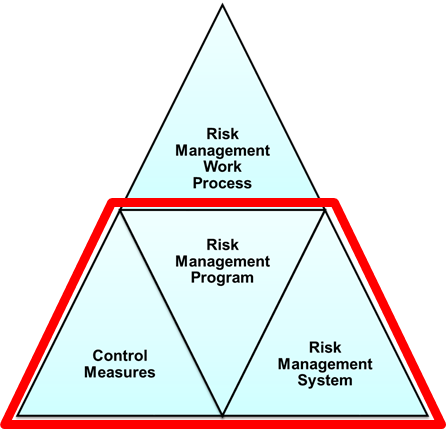 Risk
Management
Work
Process
Risk
Management
Program
Control
Measures
Risk
Management
System